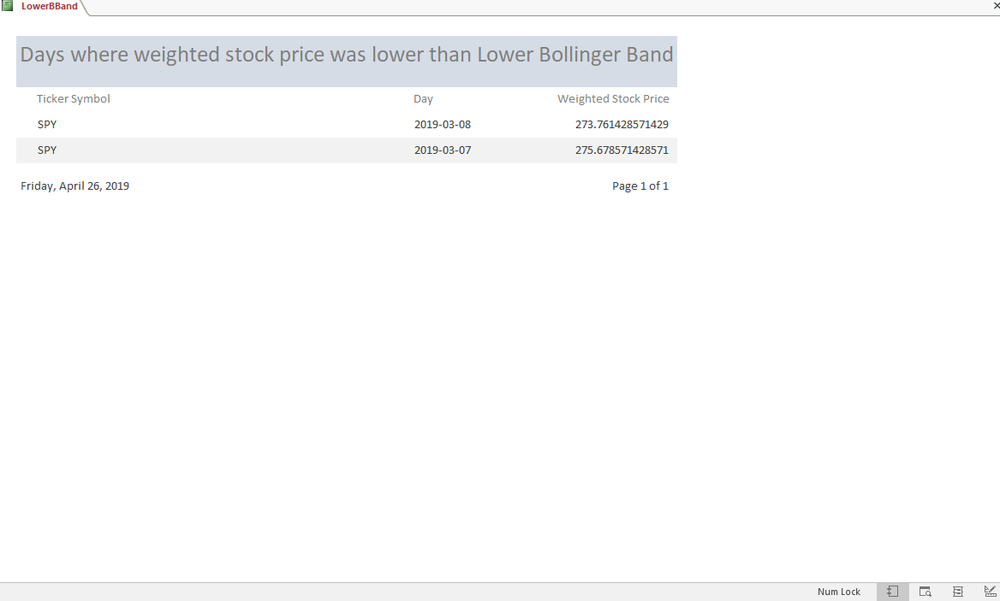 LowerBBand
Days where weighted stock price was lower than Lower Bollinger Band
Ticker Symbol Day Weighted Stock Price
SPY 2019-03-08 273.761428571429
SPY 2019-03-07 275.678571428571
Friday, April 26, 2019 Page 1 of 1
Num Lock